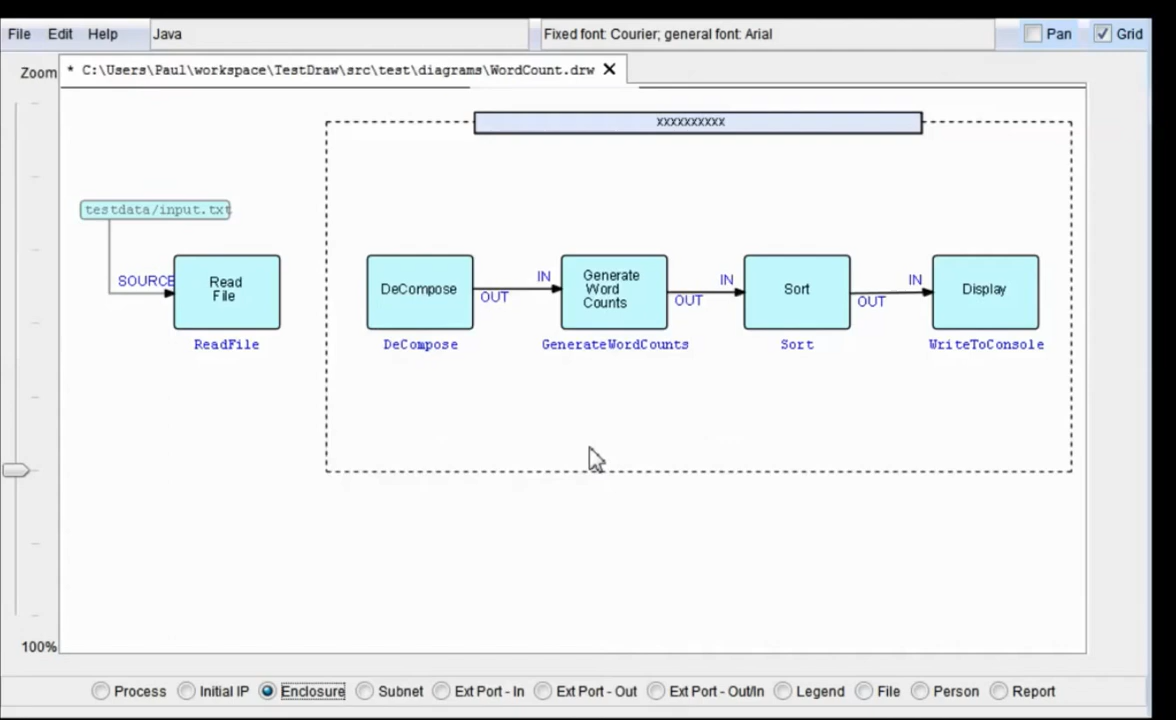 File Edit Help Java Fixed font: Courier; general font: Arial Pan Grid
Zoom * C:\Users\Paul\workspace\TestDraw\src\test\diagrams\WordCount.drw
XXXXXXXXXX
testdata/input.txt
SOURCE
Read
File
ReadFile
DeCompose
DeCompose
OUT
IN
Generate
Word
Counts
GenerateWordCounts
OUT
IN
Sort
Sort
OUT
IN
Display
WriteToConsole
100%
Process Initial IP Enclosure Subnet Ext Port - In Ext Port - Out Ext Port - Out/In Legend File Person Report